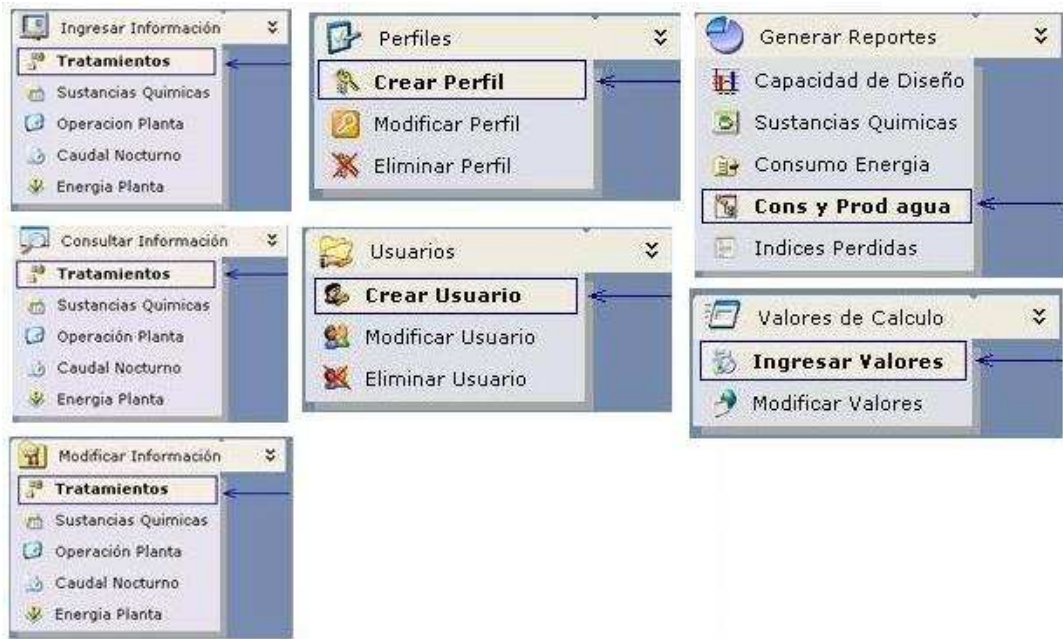 Ingresar Información
Tratamientos
Sustancias Quimicas
Operacion Planta
Caudal Nocturno
Energia Planta
Consultar Información
Tratamientos
Sustancias Quimicas
Operación Planta
Caudal Nocturno
Energia Planta
Modificar Información
Tratamientos
Sustancias Quimicas
Operación Planta
Caudal Nocturno
Energia Planta
Perfiles
Crear Perfil
Modificar Perfil
Eliminar Perfil
Usuarios
Crear Usuario
Modificar Usuario
Eliminar Usuario
Generar Reportes
Capacidad de Diseño
Sustancias Quimicas
Consumo Energia
Cons y Prod agua
Indices Perdidas
Valores de Calculo
Ingresar Valores
Modificar Valores